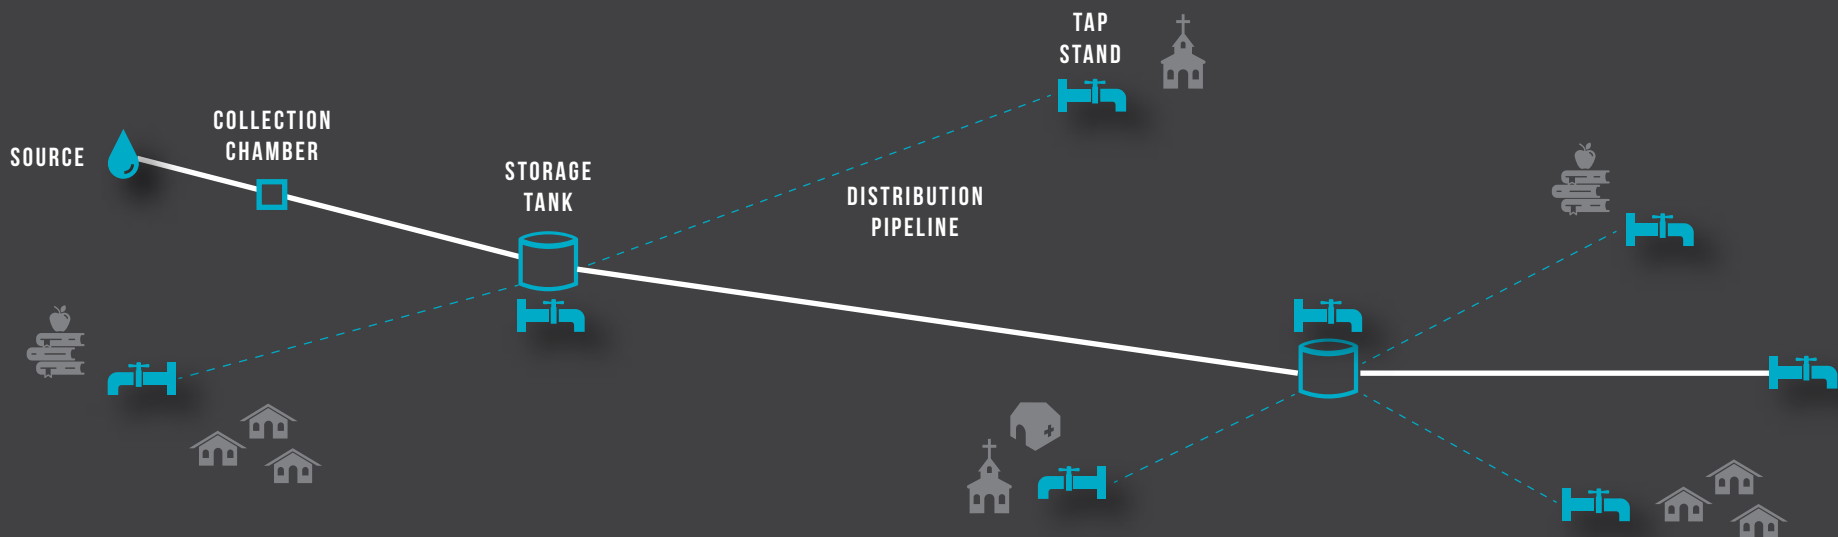 SOURCE
COLLECTION
CHAMBER
STORAGE
TANK
TAP
STAND
DISTRIBUTION
PIPELINE